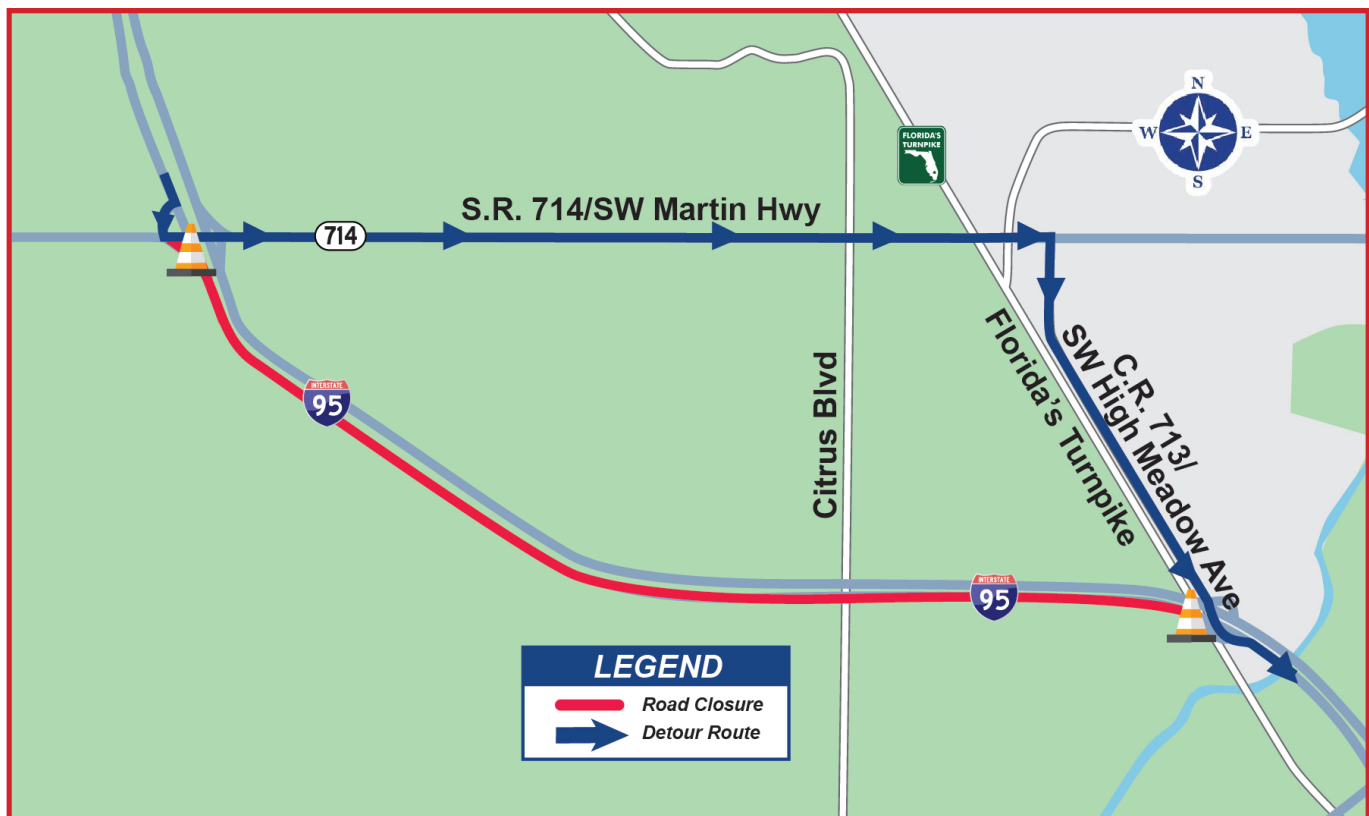 N
W
E
S
FLORIDA'S
TURNPIKE
S.R. 714/SW Martin Hwy
714
INTERSTATE
95
Citrus Blvd
Florida's Turnpike
C.R. 713/
SW High Meadow Ave
INTERSTATE
95
LEGEND
Road Closure
Detour Route